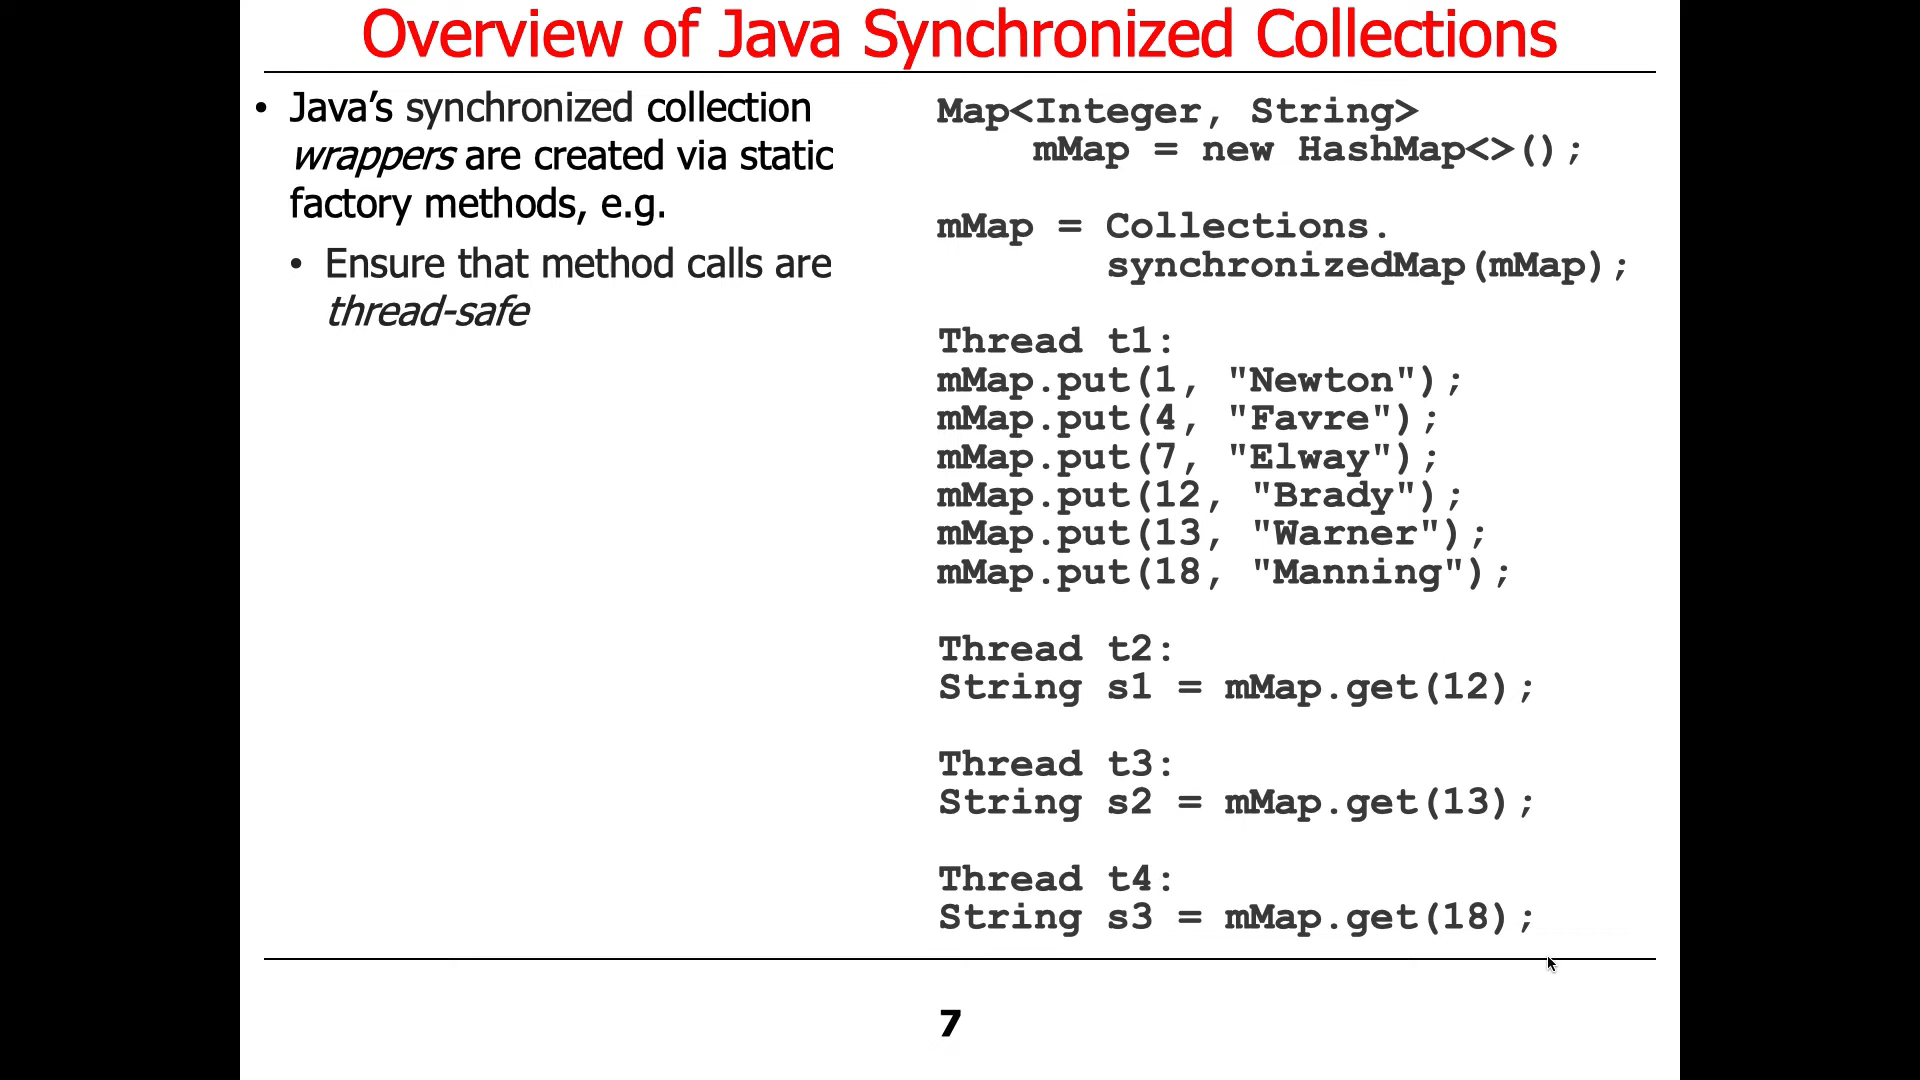 Overview of Java Synchronized Collections
• Java’s synchronized collection
wrappers are created via static
factory methods, e.g.
• Ensure that method calls are
thread-safe
Map<Integer, String>
mMap = new HashMap<>();
mMap = Collections.
synchronizedMap(mMap);
Thread t1:
mMap.put(1, "Newton");
mMap.put(4, "Favre");
mMap.put(7, "Elway");
mMap.put(12, "Brady");
mMap.put(13, "Warner");
mMap.put(18, "Manning");
Thread t2:
String s1 = mMap.get(12);
Thread t3:
String s2 = mMap.get(13);
Thread t4:
String s3 = mMap.get(18);
7